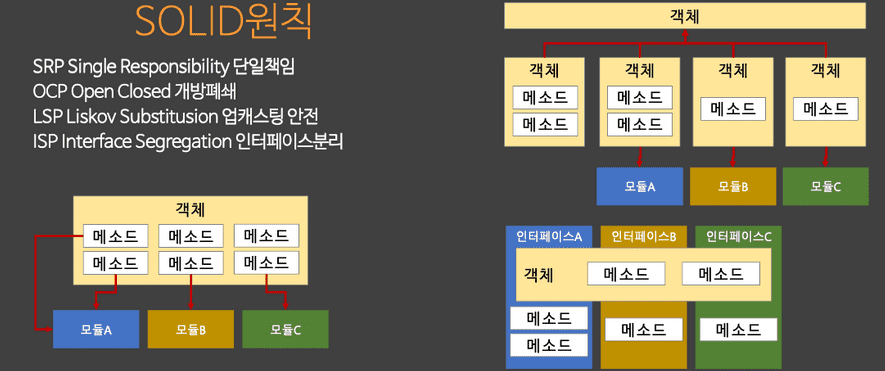 SOLID원칙
SRP Single Responsibility 단일책임
OCP Open Closed 개방폐쇄
LSP Liskov Substitusion 업캐스팅 안전
ISP Interface Segregation 인터페이스분리
객체
메소드 메소드 메소드
메소드 메소드 메소드
모듈A 모듈B 모듈C
객체
객체 객체 객체 객체
메소드 메소드 메소드 메소드
메소드 메소드
모듈A 모듈B 모듈C
인터페이스A 인터페이스B 인터페이스C
객체 메소드 메소드
메소드 메소드 메소드
메소드